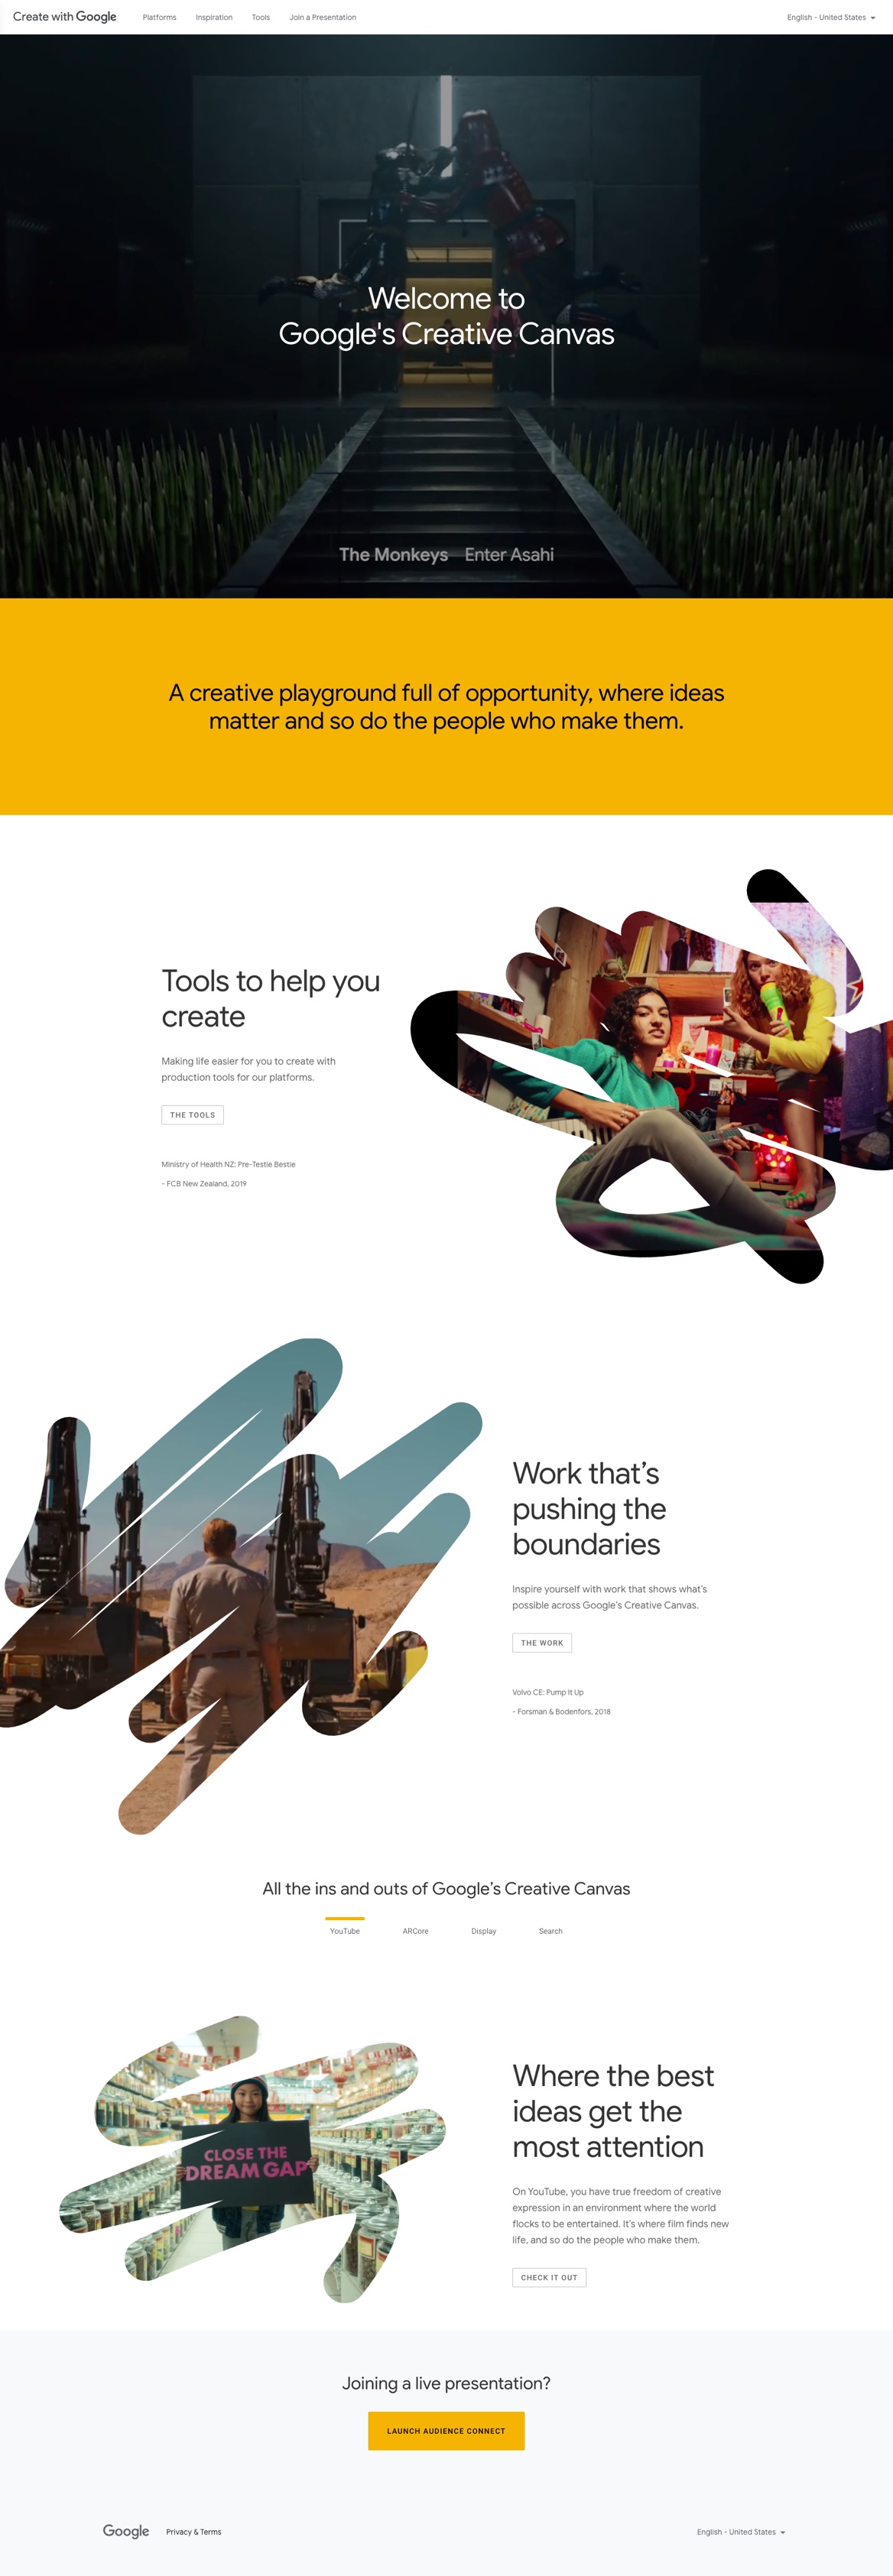 Create with Google
Platforms
Inspiration
Tools
Join a Presentation
English - United States
Welcome to
Google's Creative Canvas
The Monkeys Enter Asahi
A creative playground full of opportunity, where ideas
matter and so do the people who make them.
Tools to help you
create
Making life easier for you to create with
production tools for our platforms.
THE TOOLS
Ministry of Health NZ: Pre-Testie Bestie
- FCB New Zealand, 2019
Work that’s
pushing the
boundaries
Inspire yourself with work that shows what’s
possible across Google’s Creative Canvas.
THE WORK
Volvo CE: Pump It Up
- Forsman & Bodenfors, 2018
All the ins and outs of Google’s Creative Canvas
YouTube
ARCore
Display
Search
CLOSE THE
DREAM GAP
Where the best
ideas get the
most attention
On YouTube, you have true freedom of creative
expression in an environment where the world
flocks to be entertained. It’s where film finds new
life, and so do the people who make them.
CHECK IT OUT
Joining a live presentation?
LAUNCH AUDIENCE CONNECT
Google
Privacy & Terms
English - United States